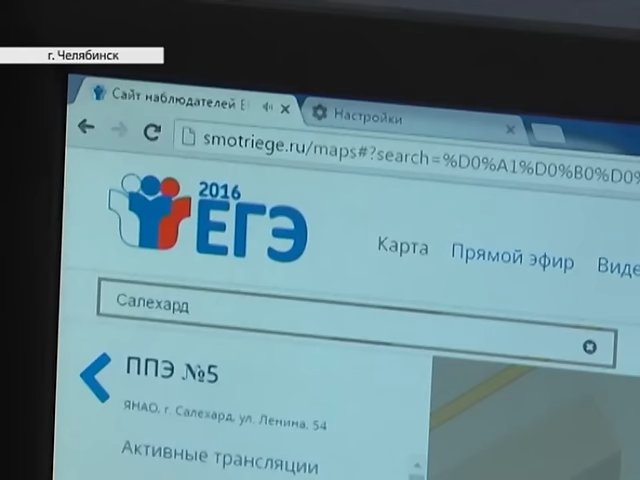 г. Челябинск
Сайт наблюдателей Е
Настройки
smotriege.ru/maps#?search=%D0%A1%D0%B0%D0%
2016
ЕГЭ
Карта Прямой эфир Виде
Салехард
ППЭ №5
ЯНАО, г. Салехард, ул. Ленина, 54
Активные трансляции